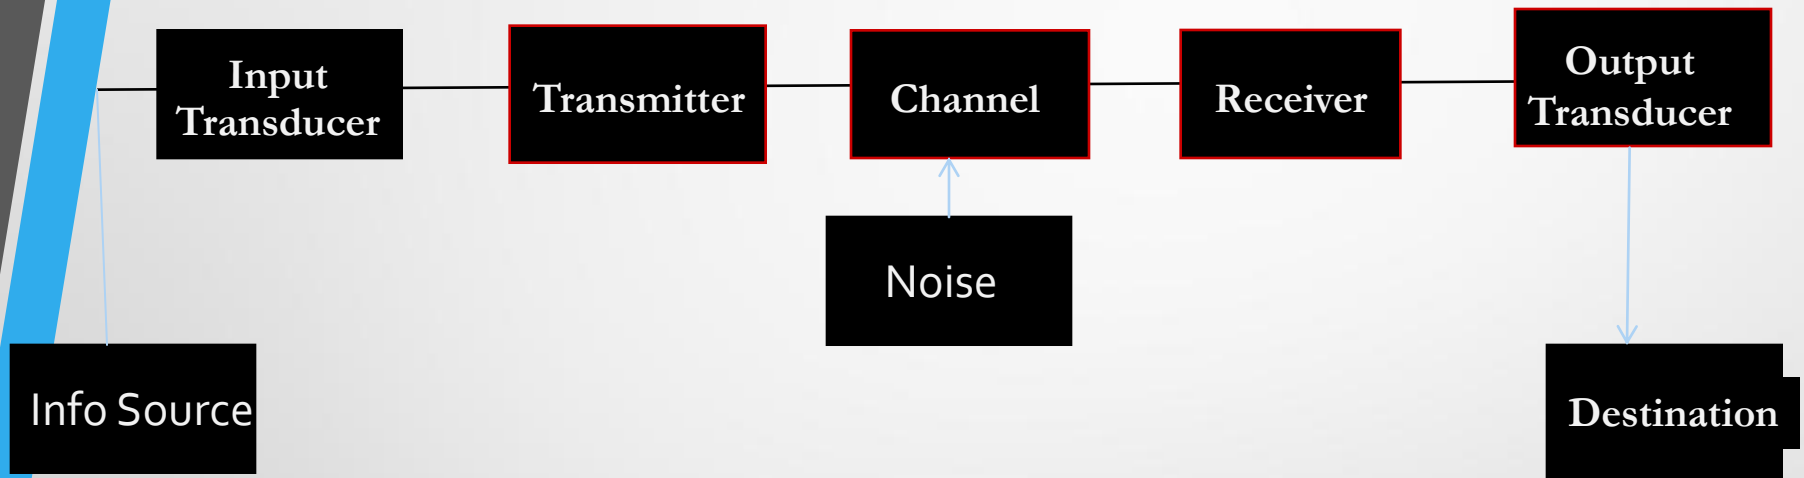 Input
Transducer
Transmitter
Channel
Receiver
Output
Transducer
Noise
Info Source
Destination